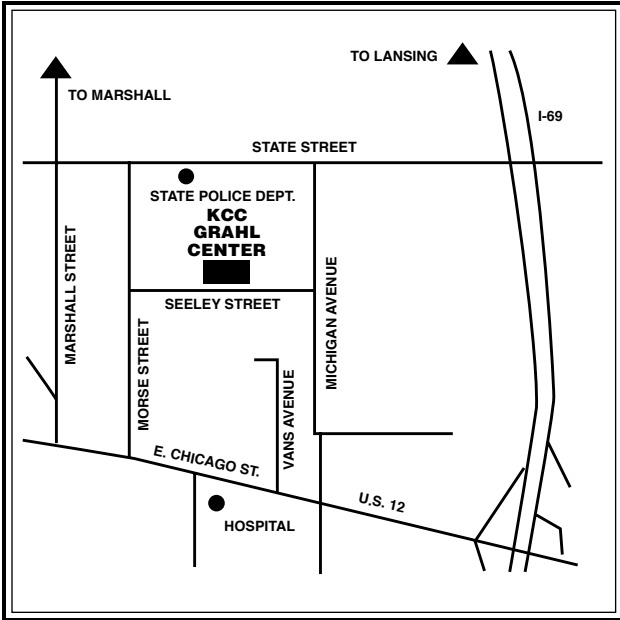 TO LANSING
TO MARSHALL
I-69
STATE STREET
STATE POLICE DEPT.
KCC
GRAHL
CENTER
MARSHALL STREET
MICHIGAN AVENUE
SEELEY STREET
MORSE STREET
VANS AVENUE
E. CHICAGO ST.
U.S. 12
HOSPITAL